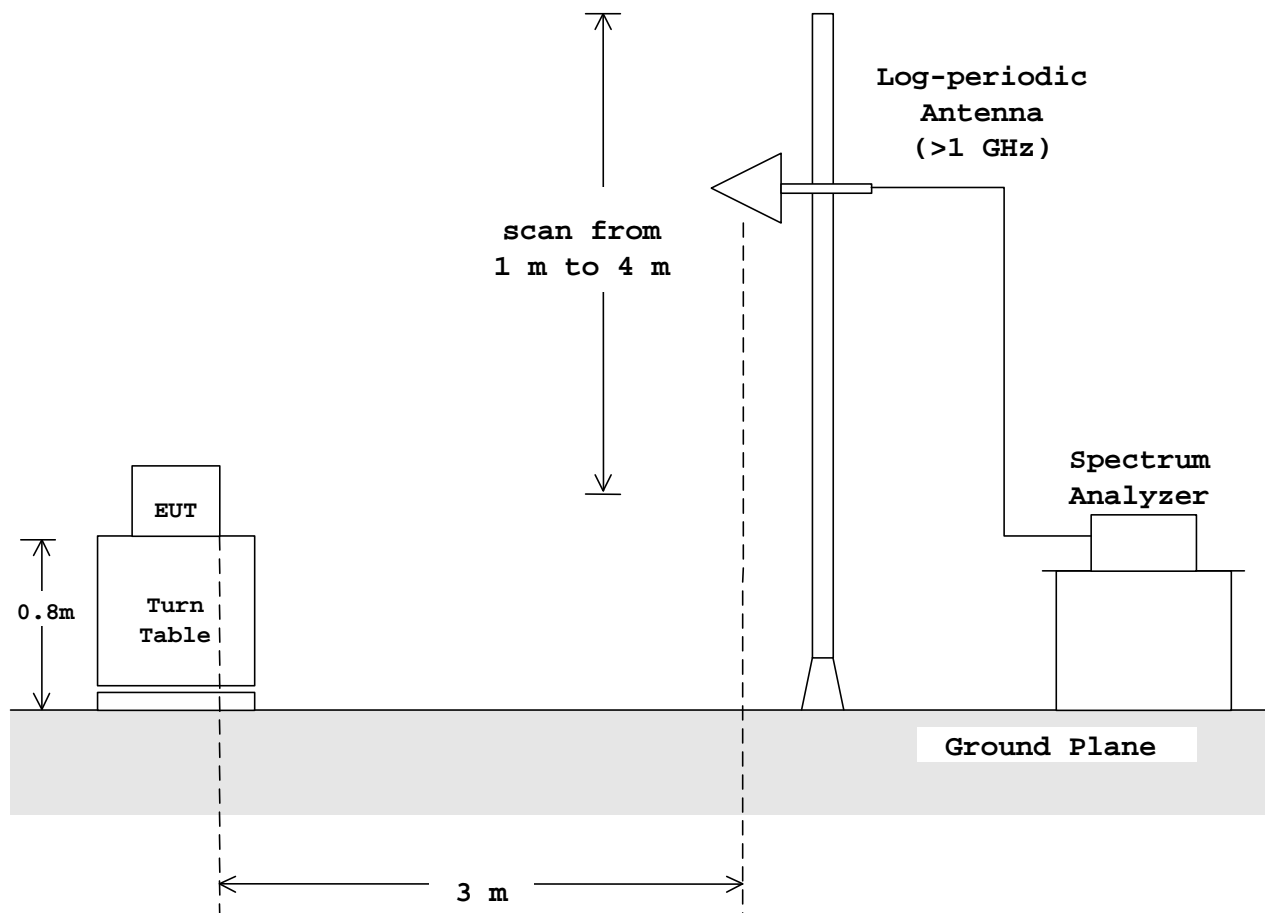 Log-periodic
Antenna
(>1 GHz)
scan from
1 m to 4 m
Spectrum
Analyzer
EUT
0.8m
Turn
Table
Ground Plane
3 m